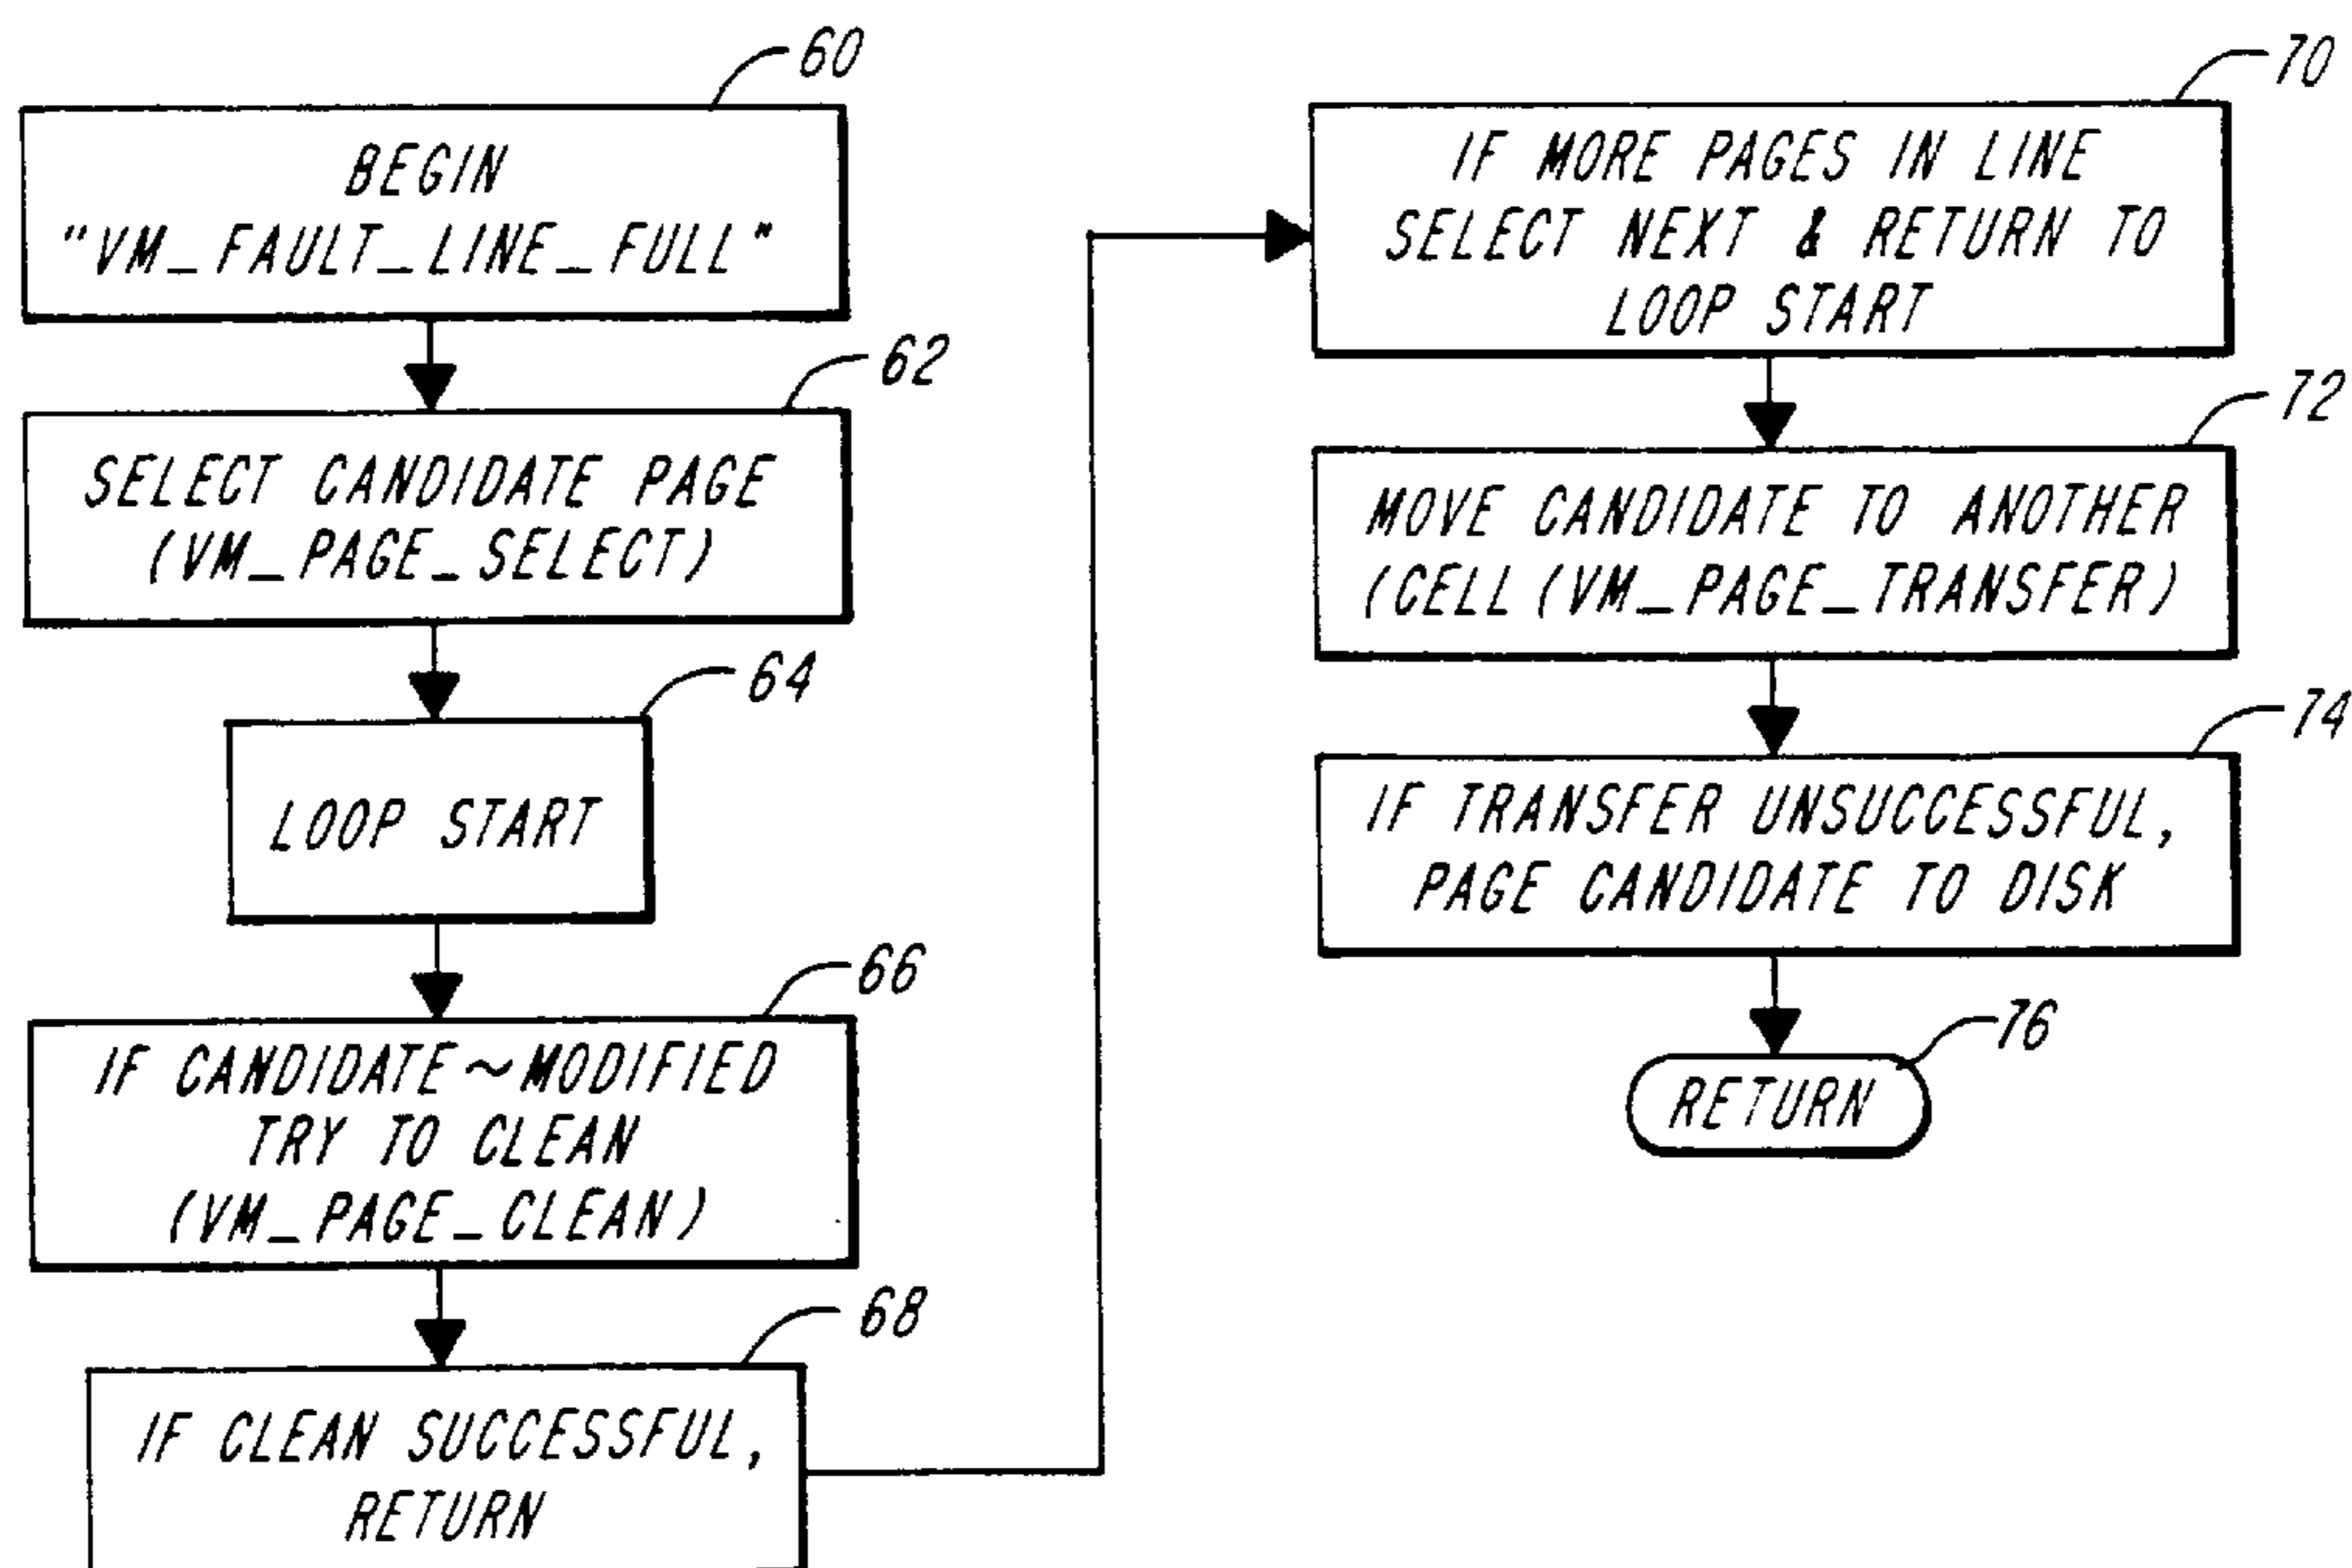 60
BEGIN
"VM_FAULT_LINE_FULL"
62
SELECT CANDIDATE PAGE
(VM_PAGE_SELECT)
64
LOOP START
66
IF CANDIDATE~MODIFIED
TRY TO CLEAN
(VM_PAGE_CLEAN)
68
IF CLEAN SUCCESSFUL,
RETURN
70
IF MORE PAGES IN LINE
SELECT NEXT & RETURN TO
LOOP START
72
MOVE CANDIDATE TO ANOTHER
(CELL (VM_PAGE_TRANSFER)
74
IF TRANSFER UNSUCCESSFUL,
PAGE CANDIDATE TO DISK
76
RETURN